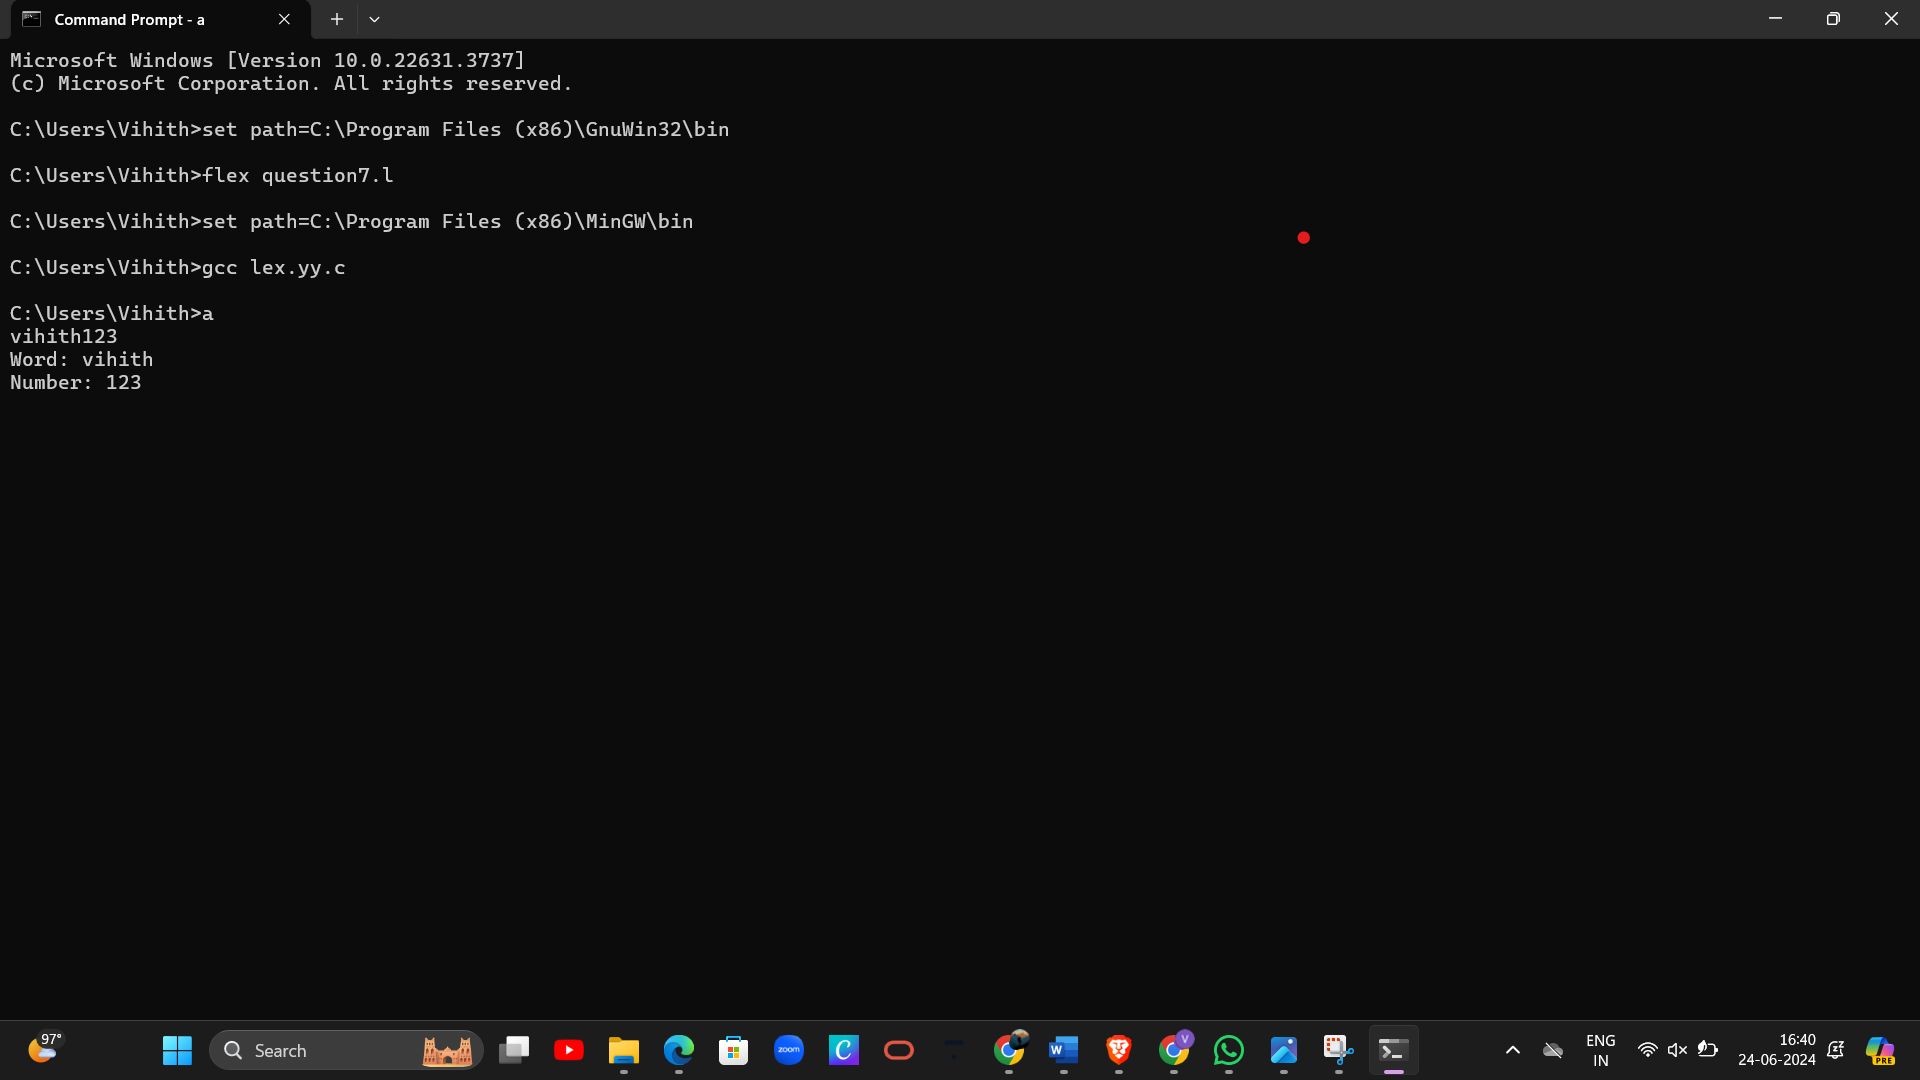 Command Prompt - a
Microsoft Windows [Version 10.0.22631.3737]
(c) Microsoft Corporation. All rights reserved.
C:\Users\Vihith>set path=C:\Program Files (x86)\GnuWin32\bin
C:\Users\Vihith>flex question7.l
C:\Users\Vihith>set path=C:\Program Files (x86)\MinGW\bin
C:\Users\Vihith>gcc lex.yy.c
C:\Users\Vihith>a
vihith123
Word: vihith
Number: 123
97°
Search
zoom
C
W
V
ENG
IN
16:40
24-06-2024
PRE